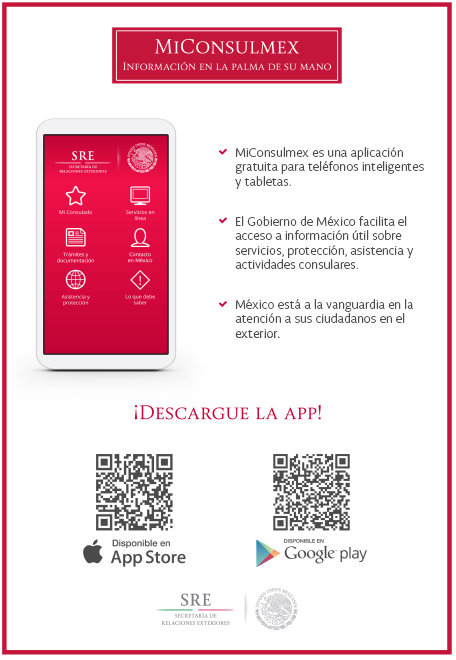 MiConsulmex
Información en la palma de su mano
SRE
SECRETARÍA DE
RELACIONES EXTERIORES
Mi Consulado
Servicios en
línea
Trámites y
documentación
Contacto
en México
Asistencia y
protección
Lo que debe
saber
MiConsulmex es una aplicación
gratuita para teléfonos inteligentes
y tabletas.
El Gobierno de México facilita el
acceso a información útil sobre
servicios, protección, asistencia y
actividades consulares.
México está a la vanguardia en la
atención a sus ciudadanos en el
exterior.
¡Descargue la app!
Disponible en
App Store
DISPONIBLE EN
Google play
SRE
SECRETARÍA DE
RELACIONES EXTERIORES